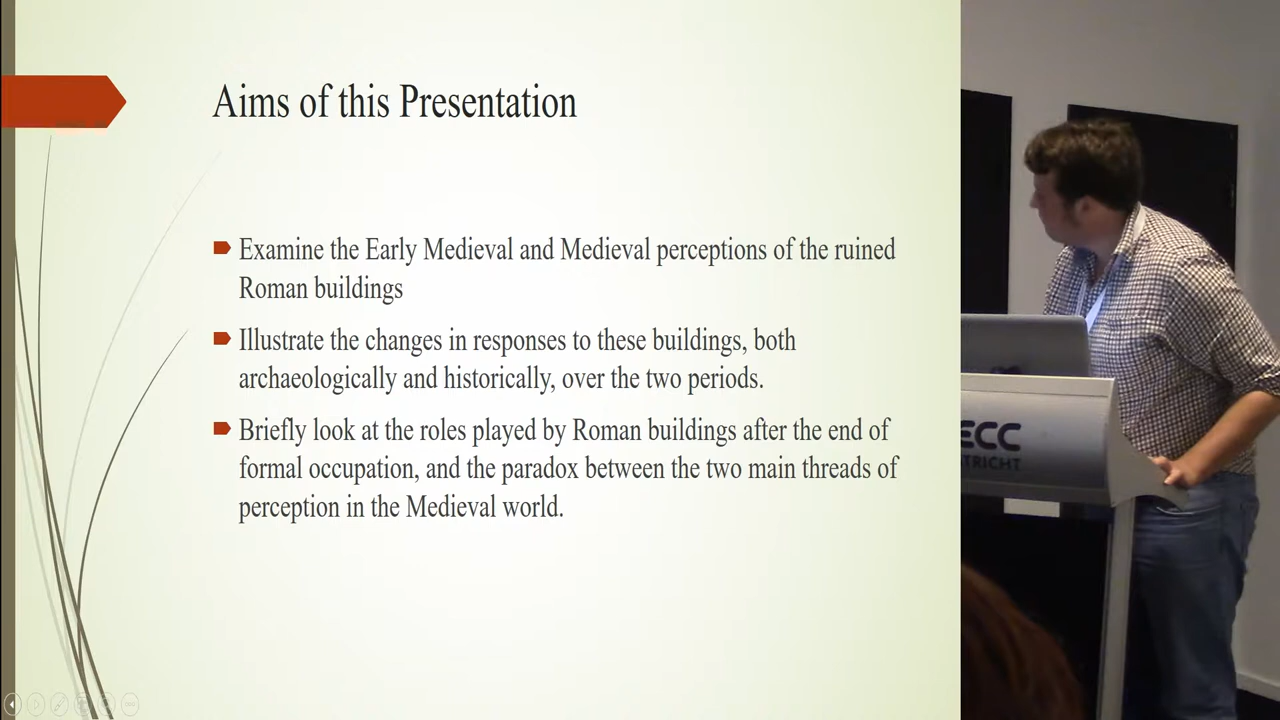 Aims of this Presentation
Examine the Early Medieval and Medieval perceptions of the ruined
Roman buildings
Illustrate the changes in responses to these buildings, both
archaeologically and historically, over the two periods.
Briefly look at the roles played by Roman buildings after the end of
formal occupation, and the paradox between the two main threads of
perception in the Medieval world.
ECC
TRICHT